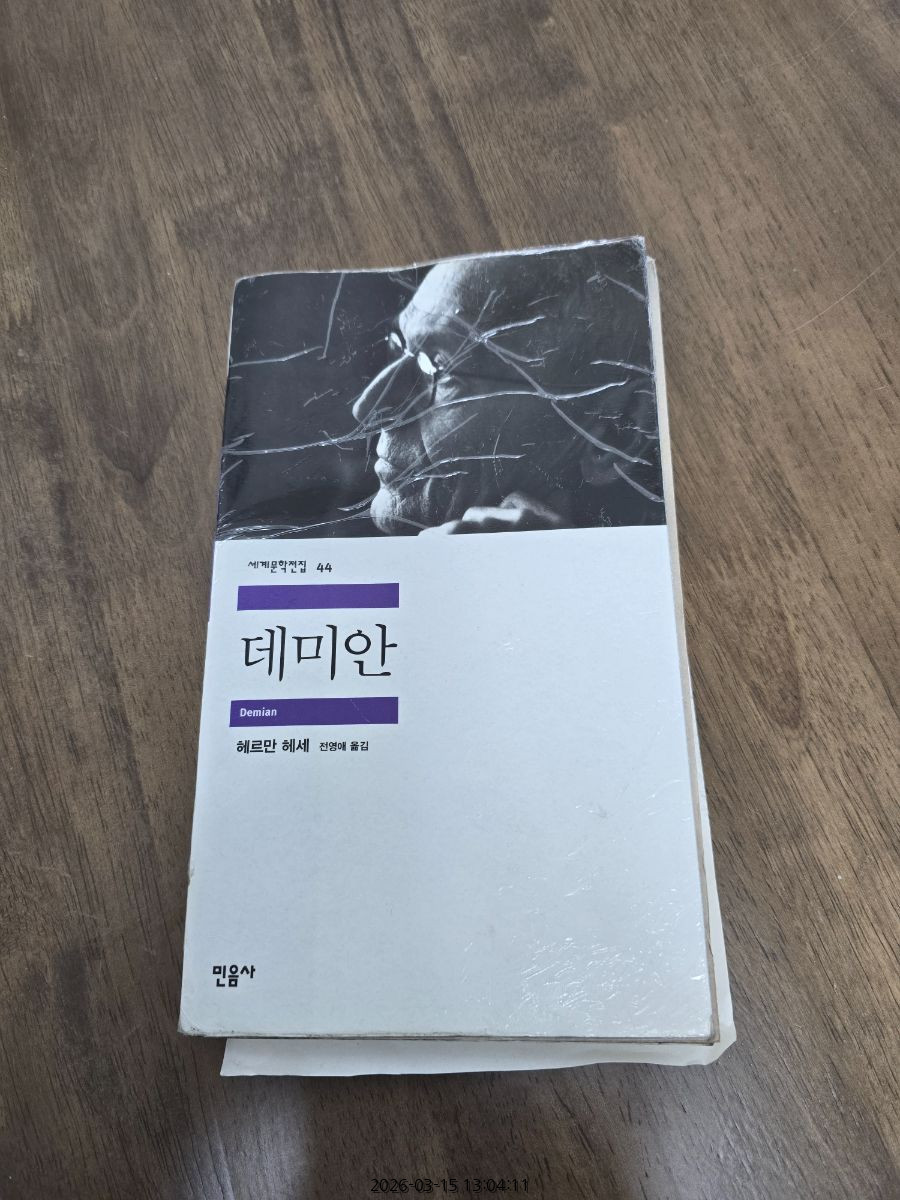 세계문학전집 44
데미안
Demian
헤르만 헤세 전영애 옮김
민음사
2026-03-15 13:04:11